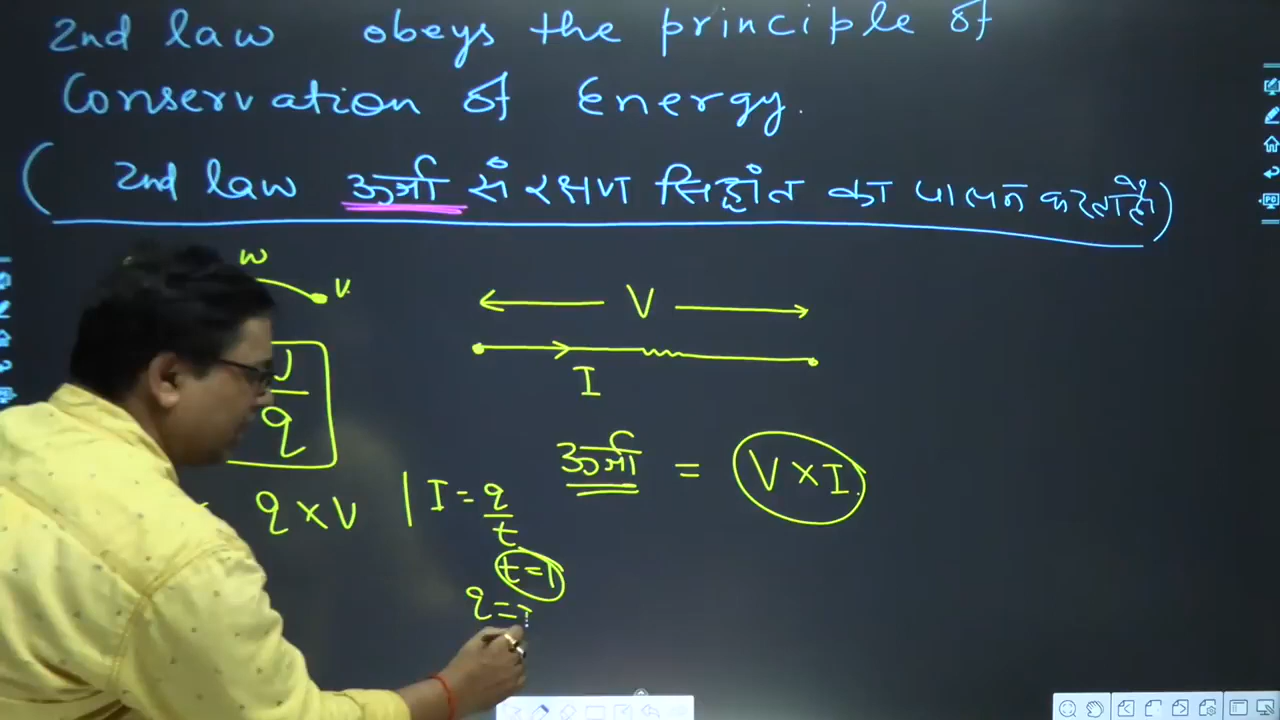 2nd law obeys the principle of
Conservation of Energy.
( 2nd law ऊर्जा संरक्षण सिद्धांत का पालन करता है। )
W
V.
V
I
q
q × V
| I = q/t
ऊर्जा = V × I.
t = 1
q = I